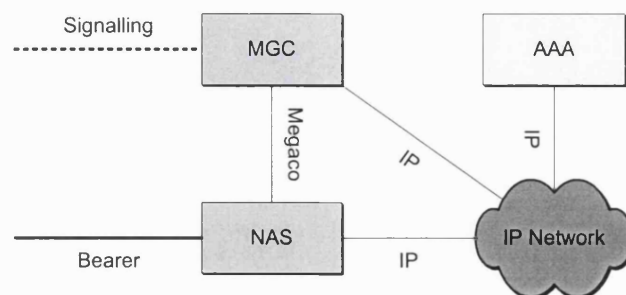 Signalling
MGC
AAA
Megaco
IP
IP
NAS
IP
IP Network
Bearer